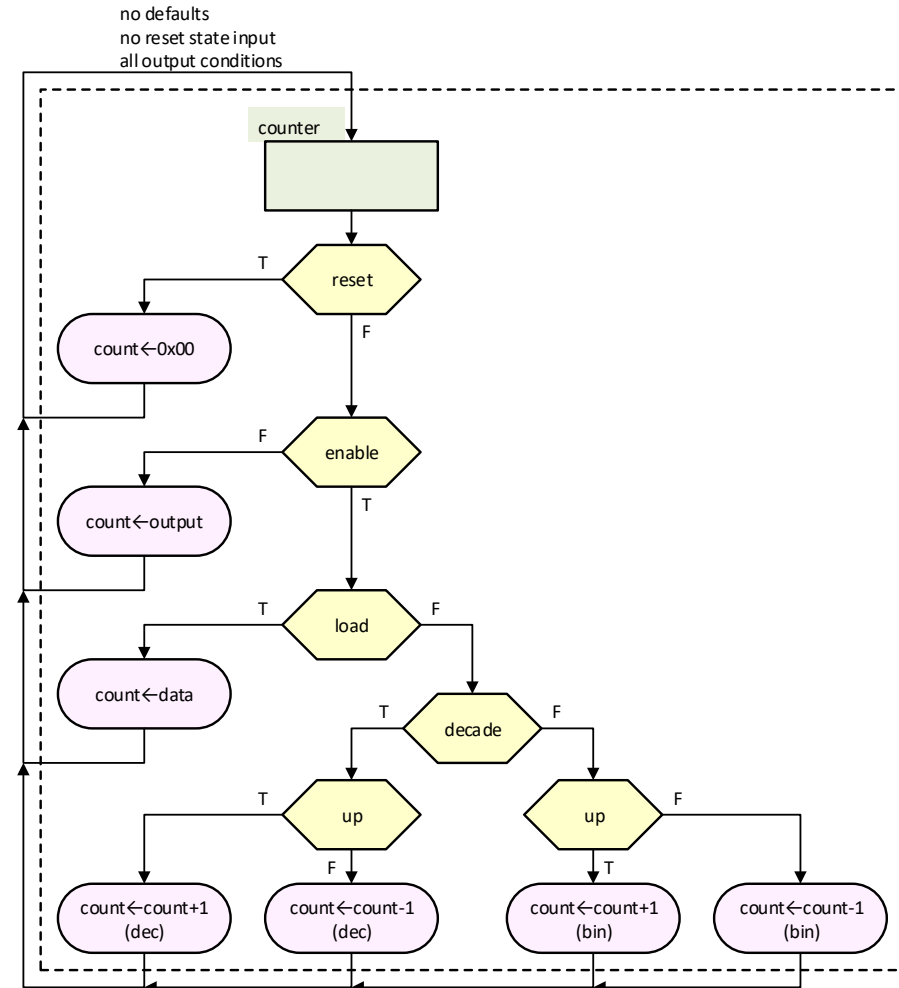 no defaults
no reset state input
all output conditions
counter
reset
T
F
count←0x00
enable
F
T
count←output
load
T
F
count←data
decade
T
F
up
T
F
up
F
T
count←count+1
(dec)
count←count-1
(dec)
count←count+1
(bin)
count←count-1
(bin)